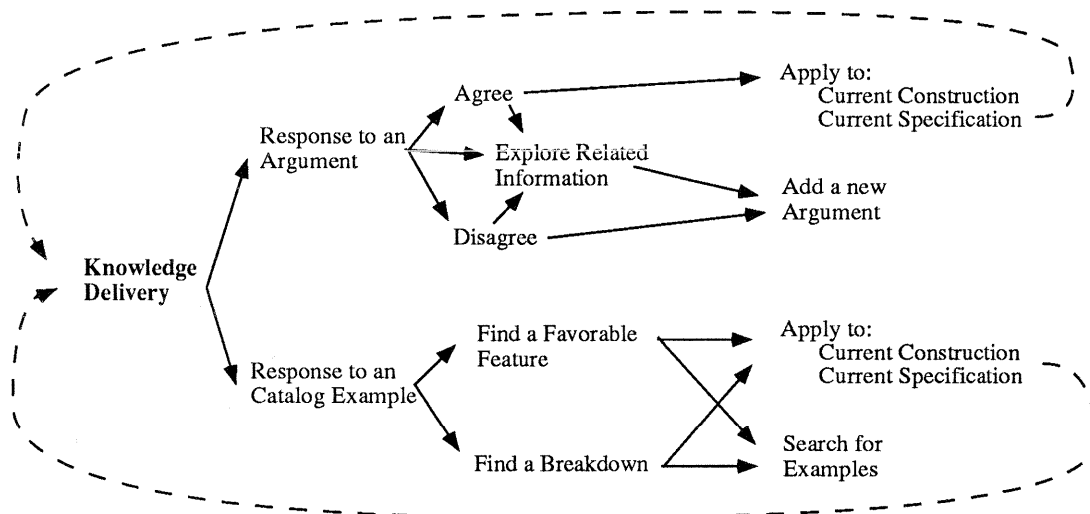 Agree
Apply to:
Current Construction
Current Specification
Response to an
Argument
Explore Related
Information
Add a new
Argument
Disagree
Knowledge
Delivery
Find a Favorable
Feature
Apply to:
Current Construction
Current Specification
Response to an
Catalog Example
Find a Breakdown
Search for
Examples